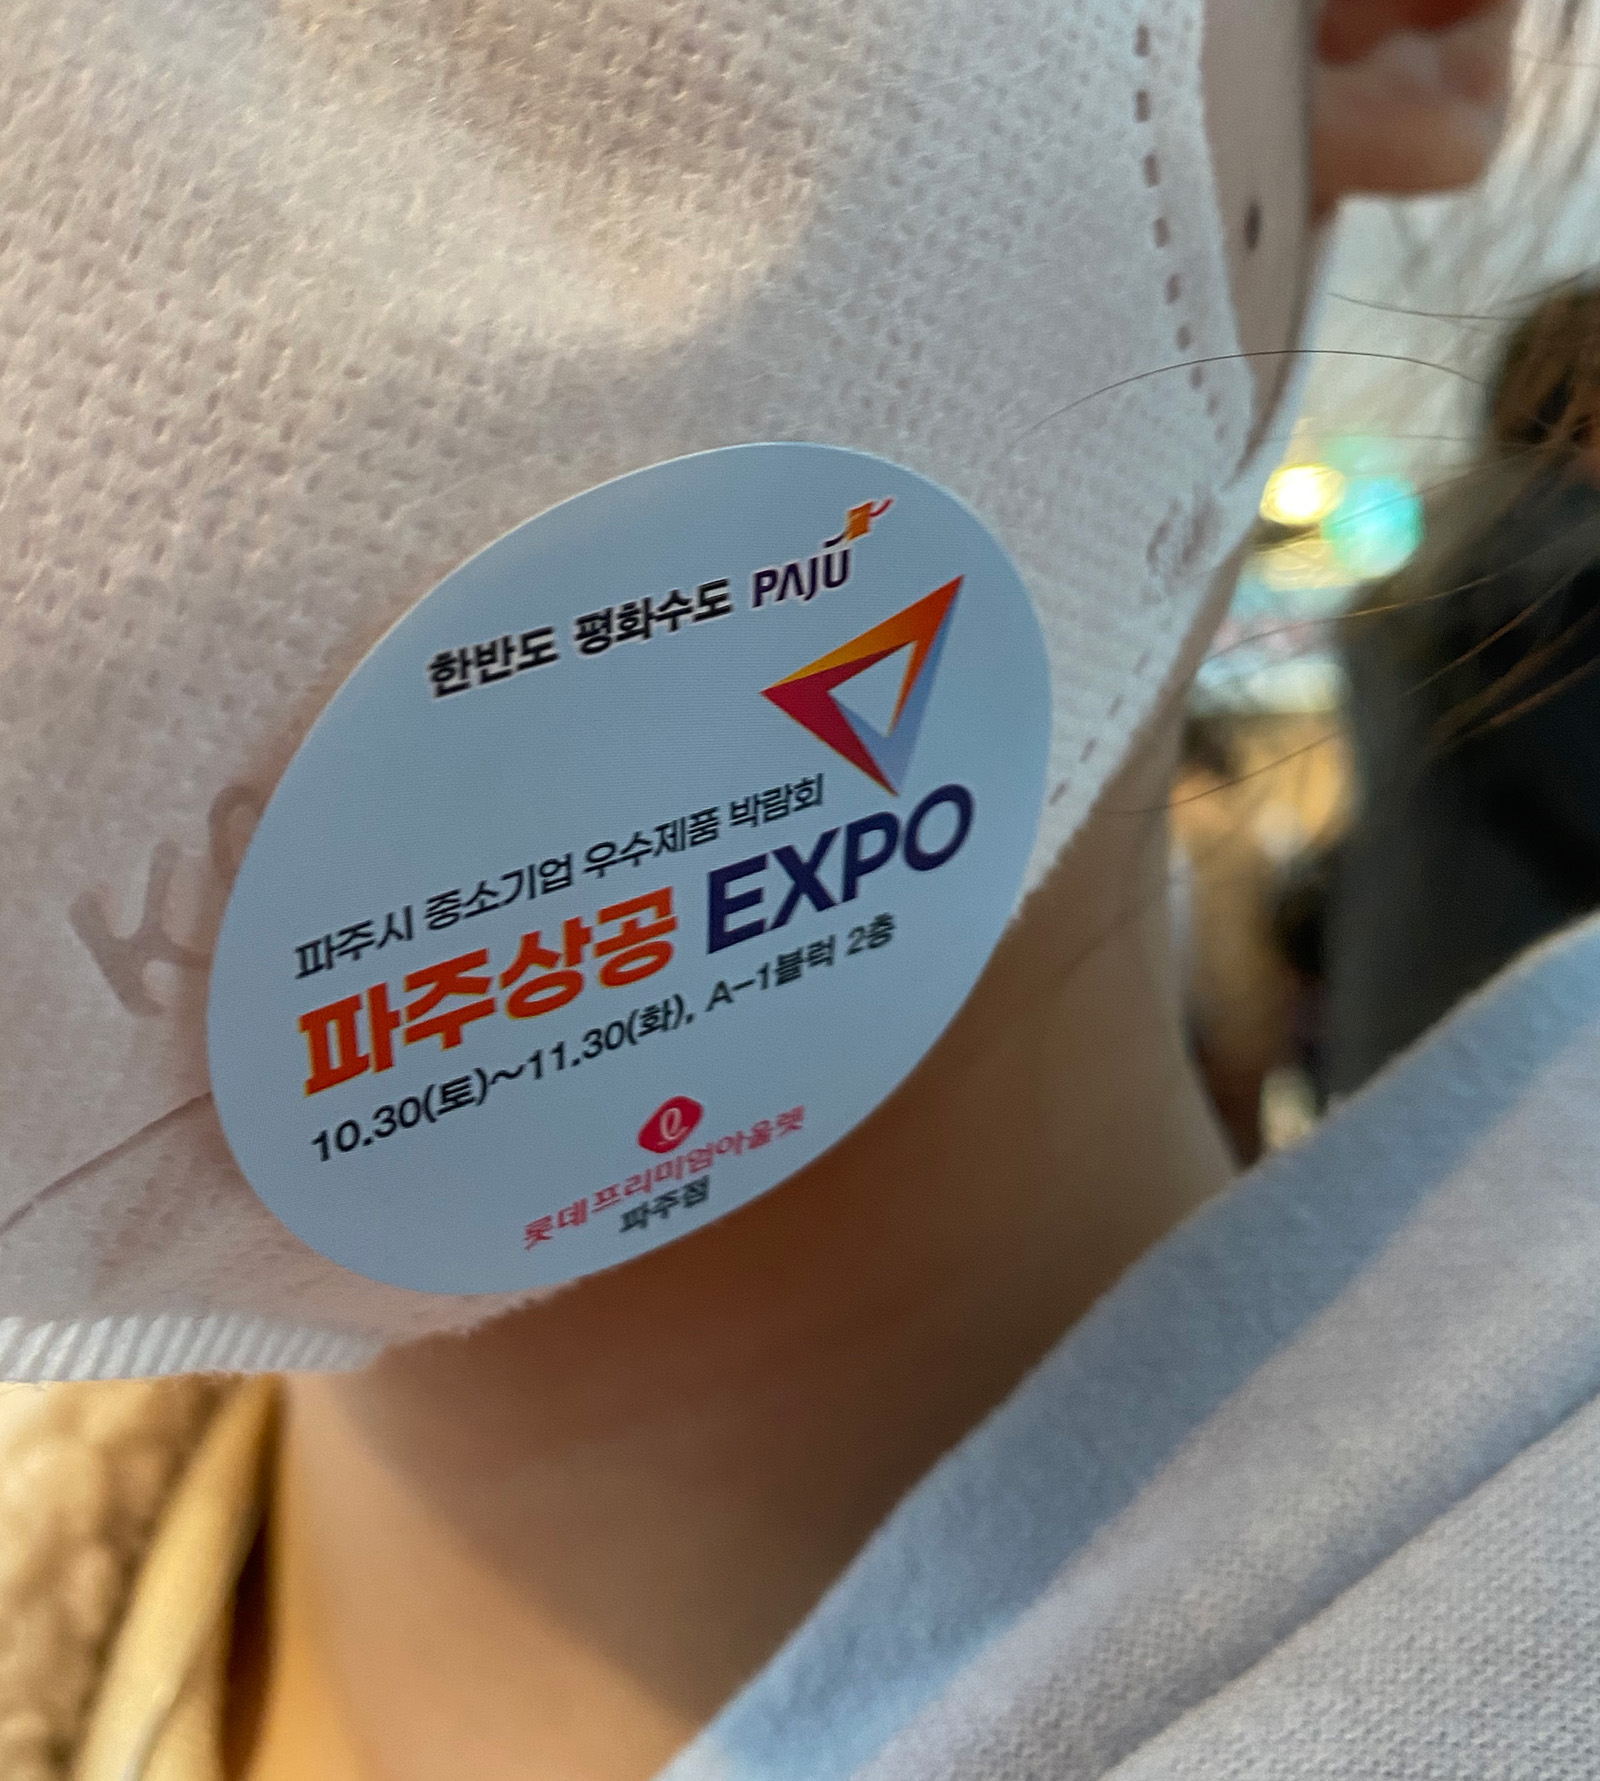 한반도 평화수도 PAJU
파주시 중소기업 우수제품 박람회
파주상공 EXPO
10.30(토)~11.30(화), A-1블럭 2층
롯데프리미엄아울렛
파주점